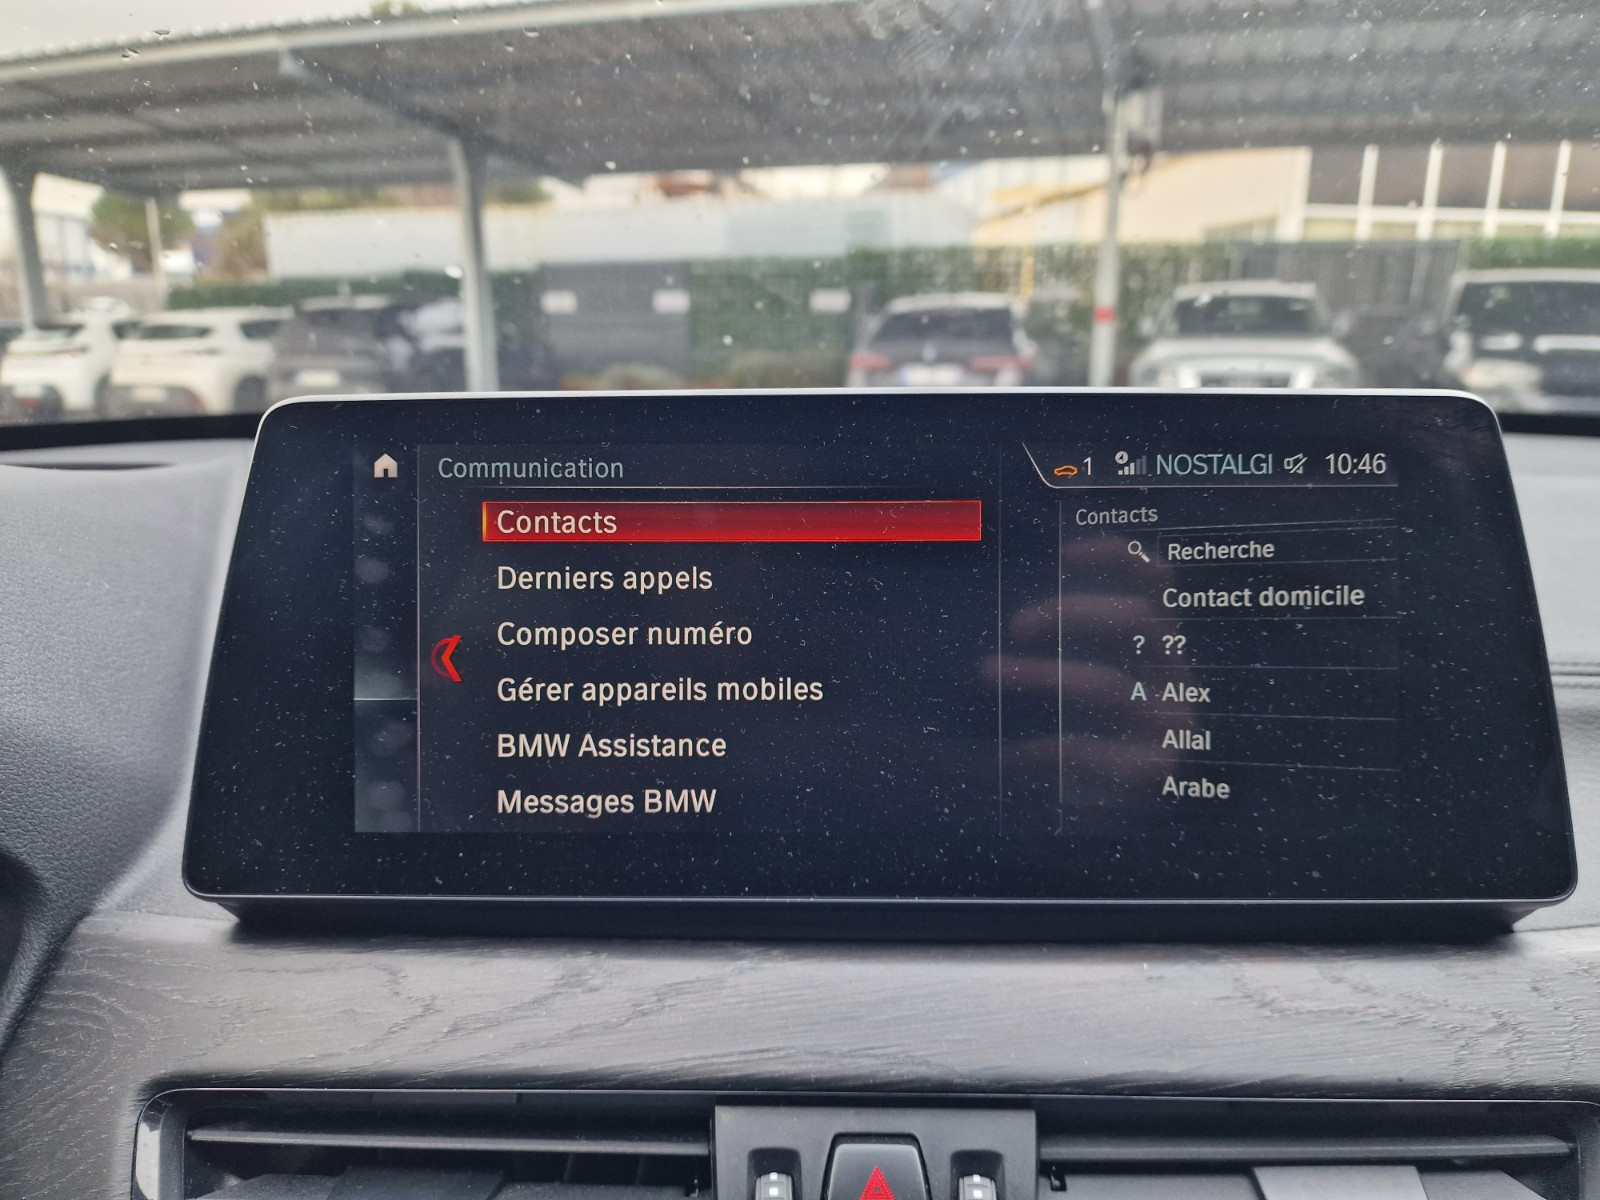 Communication
1 NOSTALGI 10:46
Contacts
Derniers appels
Composer numéro
Gérer appareils mobiles
BMW Assistance
Messages BMW
Contacts
Recherche
Contact domicile
? ??
A Alex
Allal
Arabe